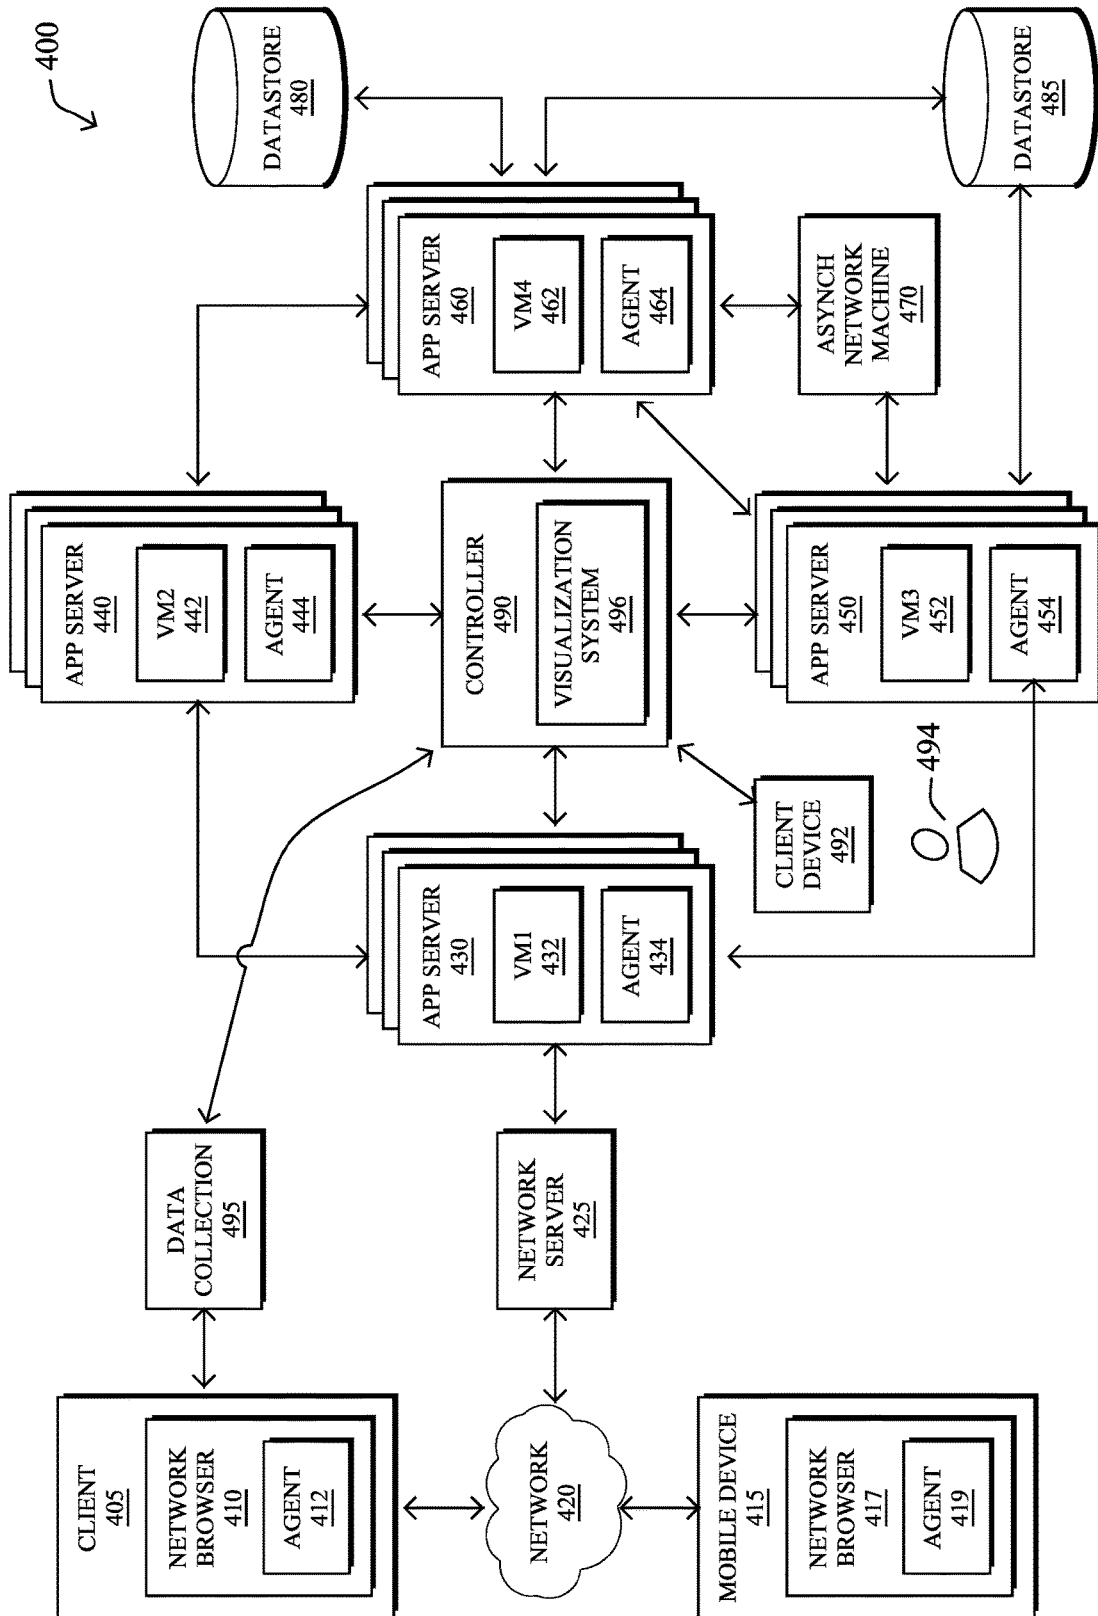 400
CLIENT
405
NETWORK
BROWSER
410
AGENT
412
DATA
COLLECTION
495
NETWORK
420
NETWORK
SERVER
425
MOBILE DEVICE
415
NETWORK
BROWSER
417
AGENT
419
APP SERVER
430
VM1
432
AGENT
434
APP SERVER
440
VM2
442
AGENT
444
CONTROLLER
490
VISUALIZATION
SYSTEM
496
CLIENT
DEVICE
492
494
APP SERVER
450
VM3
452
AGENT
454
APP SERVER
460
VM4
462
AGENT
464
ASYNCH
NETWORK
MACHINE
470
DATASTORE
480
DATASTORE
485